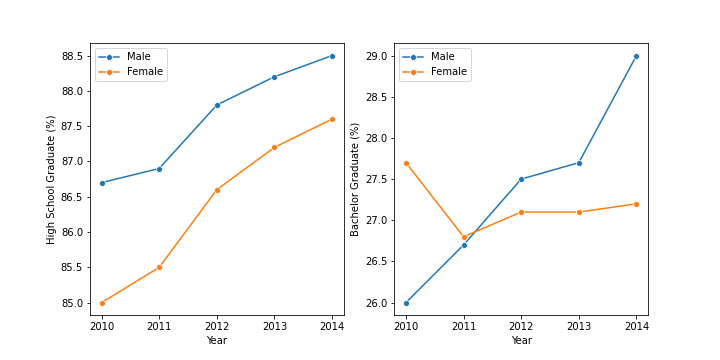 Male
Female
88.5
88.0
87.5
87.0
86.5
86.0
85.5
85.0
High School Graduate (%)
2010 2011 2012 2013 2014
Year
Male
Female
29.0
28.5
28.0
27.5
27.0
26.5
26.0
Bachelor Graduate (%)
2010 2011 2012 2013 2014
Year